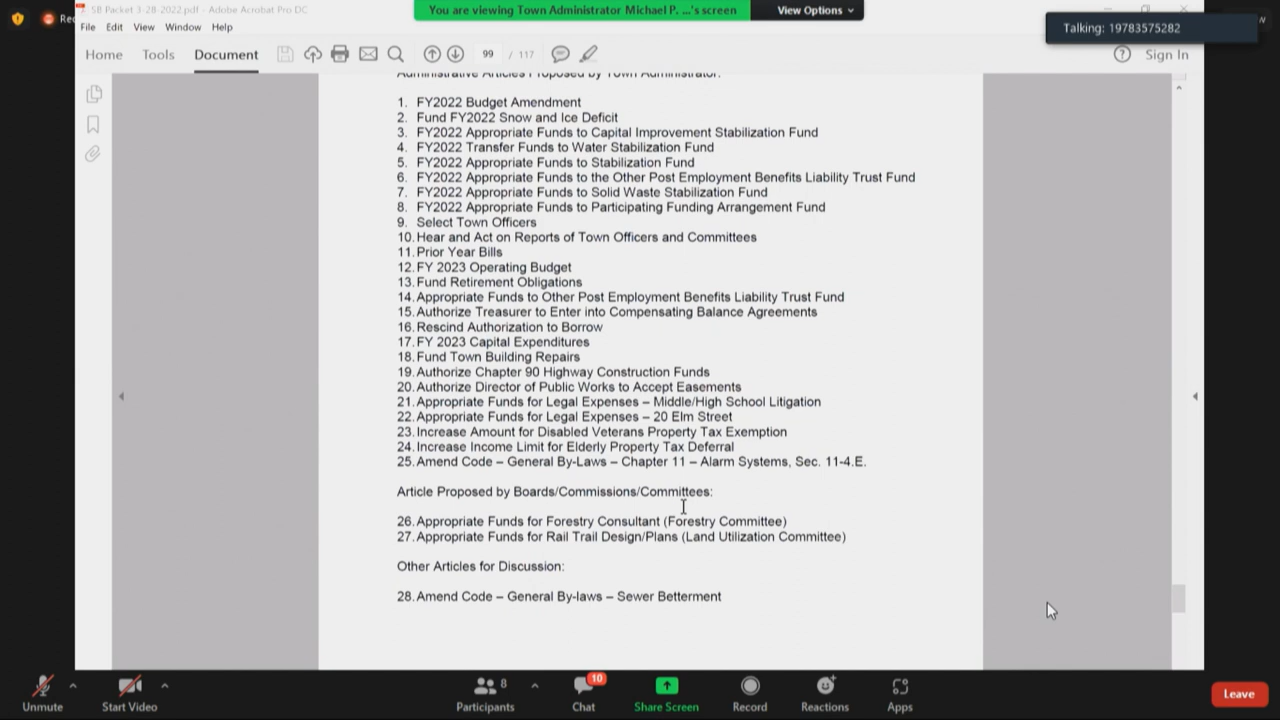 SB Packet 3-28-2022.pdf - Adobe Acrobat Pro DC
You are viewing Town Administrator Michael P. ...'s screen
View Options
Talking: 19783575282
File Edit View Window Help
Home Tools Document 99 / 117 Sign In
Administrative Articles Proposed by Town Administrator:
1. FY2022 Budget Amendment
2. Fund FY2022 Snow and Ice Deficit
3. FY2022 Appropriate Funds to Capital Improvement Stabilization Fund
4. FY2022 Transfer Funds to Water Stabilization Fund
5. FY2022 Appropriate Funds to Stabilization Fund
6. FY2022 Appropriate Funds to the Other Post Employment Benefits Liability Trust Fund
7. FY2022 Appropriate Funds to Solid Waste Stabilization Fund
8. FY2022 Appropriate Funds to Participating Funding Arrangement Fund
9. Select Town Officers
10. Hear and Act on Reports of Town Officers and Committees
11. Prior Year Bills
12. FY 2023 Operating Budget
13. Fund Retirement Obligations
14. Appropriate Funds to Other Post Employment Benefits Liability Trust Fund
15. Authorize Treasurer to Enter into Compensating Balance Agreements
16. Rescind Authorization to Borrow
17. FY 2023 Capital Expenditures
18. Fund Town Building Repairs
19. Authorize Chapter 90 Highway Construction Funds
20. Authorize Director of Public Works to Accept Easements
21. Appropriate Funds for Legal Expenses – Middle/High School Litigation
22. Appropriate Funds for Legal Expenses – 20 Elm Street
23. Increase Amount for Disabled Veterans Property Tax Exemption
24. Increase Income Limit for Elderly Property Tax Deferral
25. Amend Code – General By-Laws – Chapter 11 – Alarm Systems, Sec. 11-4.E.
Article Proposed by Boards/Commissions/Committees:
26. Appropriate Funds for Forestry Consultant (Forestry Committee)
27. Appropriate Funds for Rail Trail Design/Plans (Land Utilization Committee)
Other Articles for Discussion:
28. Amend Code – General By-laws – Sewer Betterment
8 10
Unmute Start Video Participants Chat Share Screen Record Reactions Apps Leave